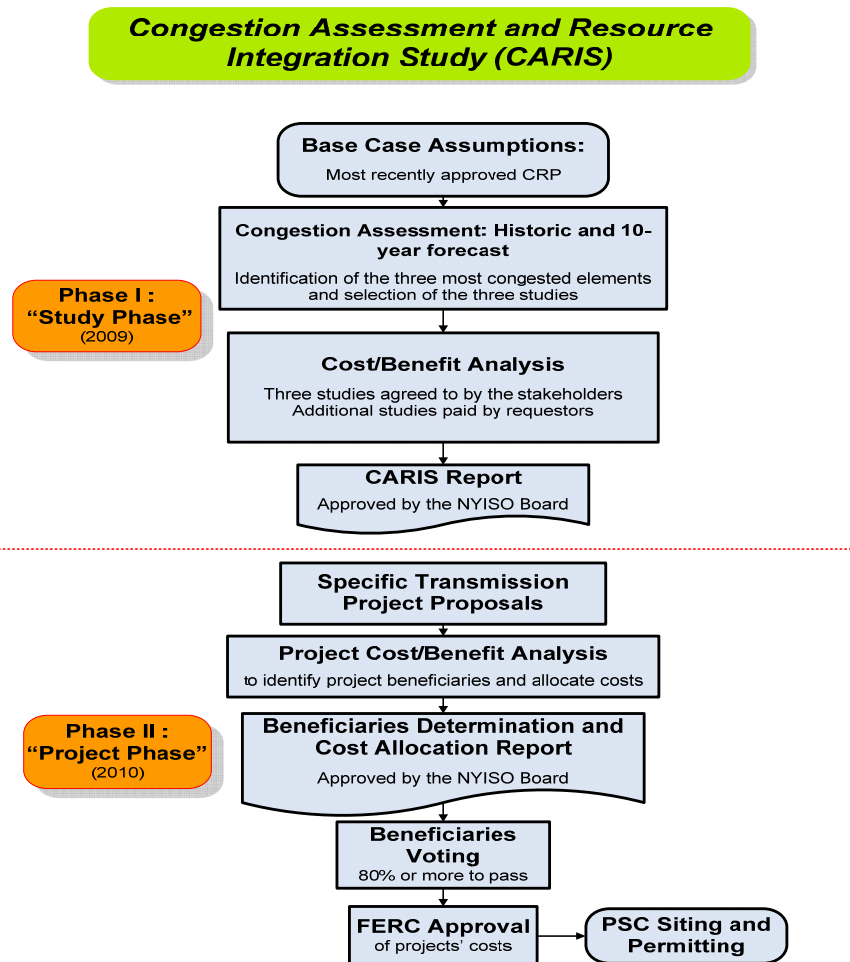 Congestion Assessment and Resource
Integration Study (CARIS)
Base Case Assumptions:
Most recently approved CRP
Congestion Assessment: Historic and 10-
year forecast
Identification of the three most congested elements
and selection of the three studies
Phase I :
“Study Phase”
(2009)
Cost/Benefit Analysis
Three studies agreed to by the stakeholders
Additional studies paid by requestors
CARIS Report
Approved by the NYISO Board
Specific Transmission
Project Proposals
Project Cost/Benefit Analysis
to identify project beneficiaries and allocate costs
Phase II :
“Project Phase”
(2010)
Beneficiaries Determination and
Cost Allocation Report
Approved by the NYISO Board
Beneficiaries
Voting
80% or more to pass
FERC Approval
of projects’ costs
PSC Siting and
Permitting